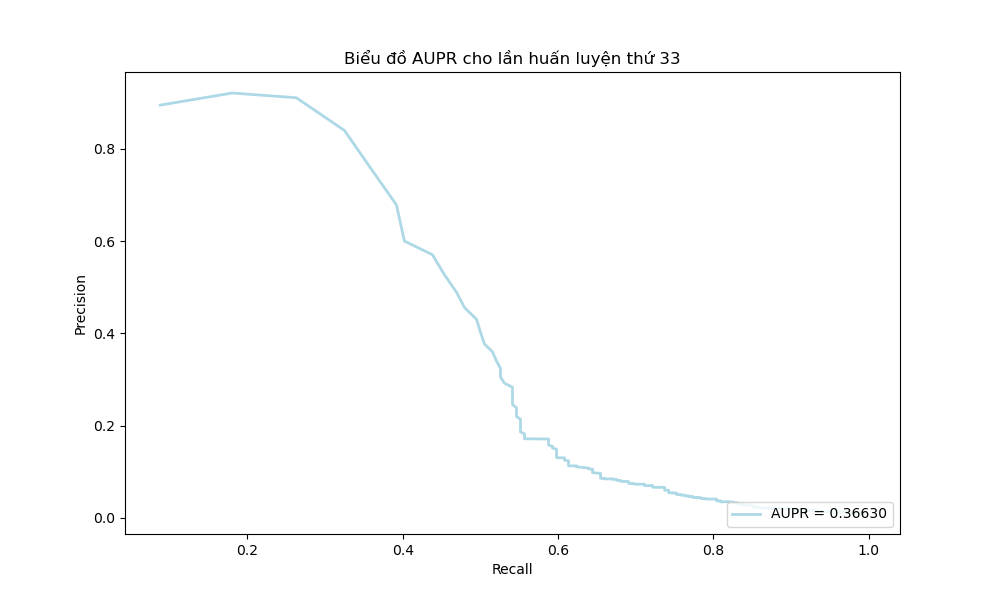 Biểu đồ AUPR cho lần huấn luyện thứ 33
0.8
0.6
0.4
0.2
0.0
Precision
0.2 0.4 0.6 0.8 1.0
Recall
AUPR = 0.36630